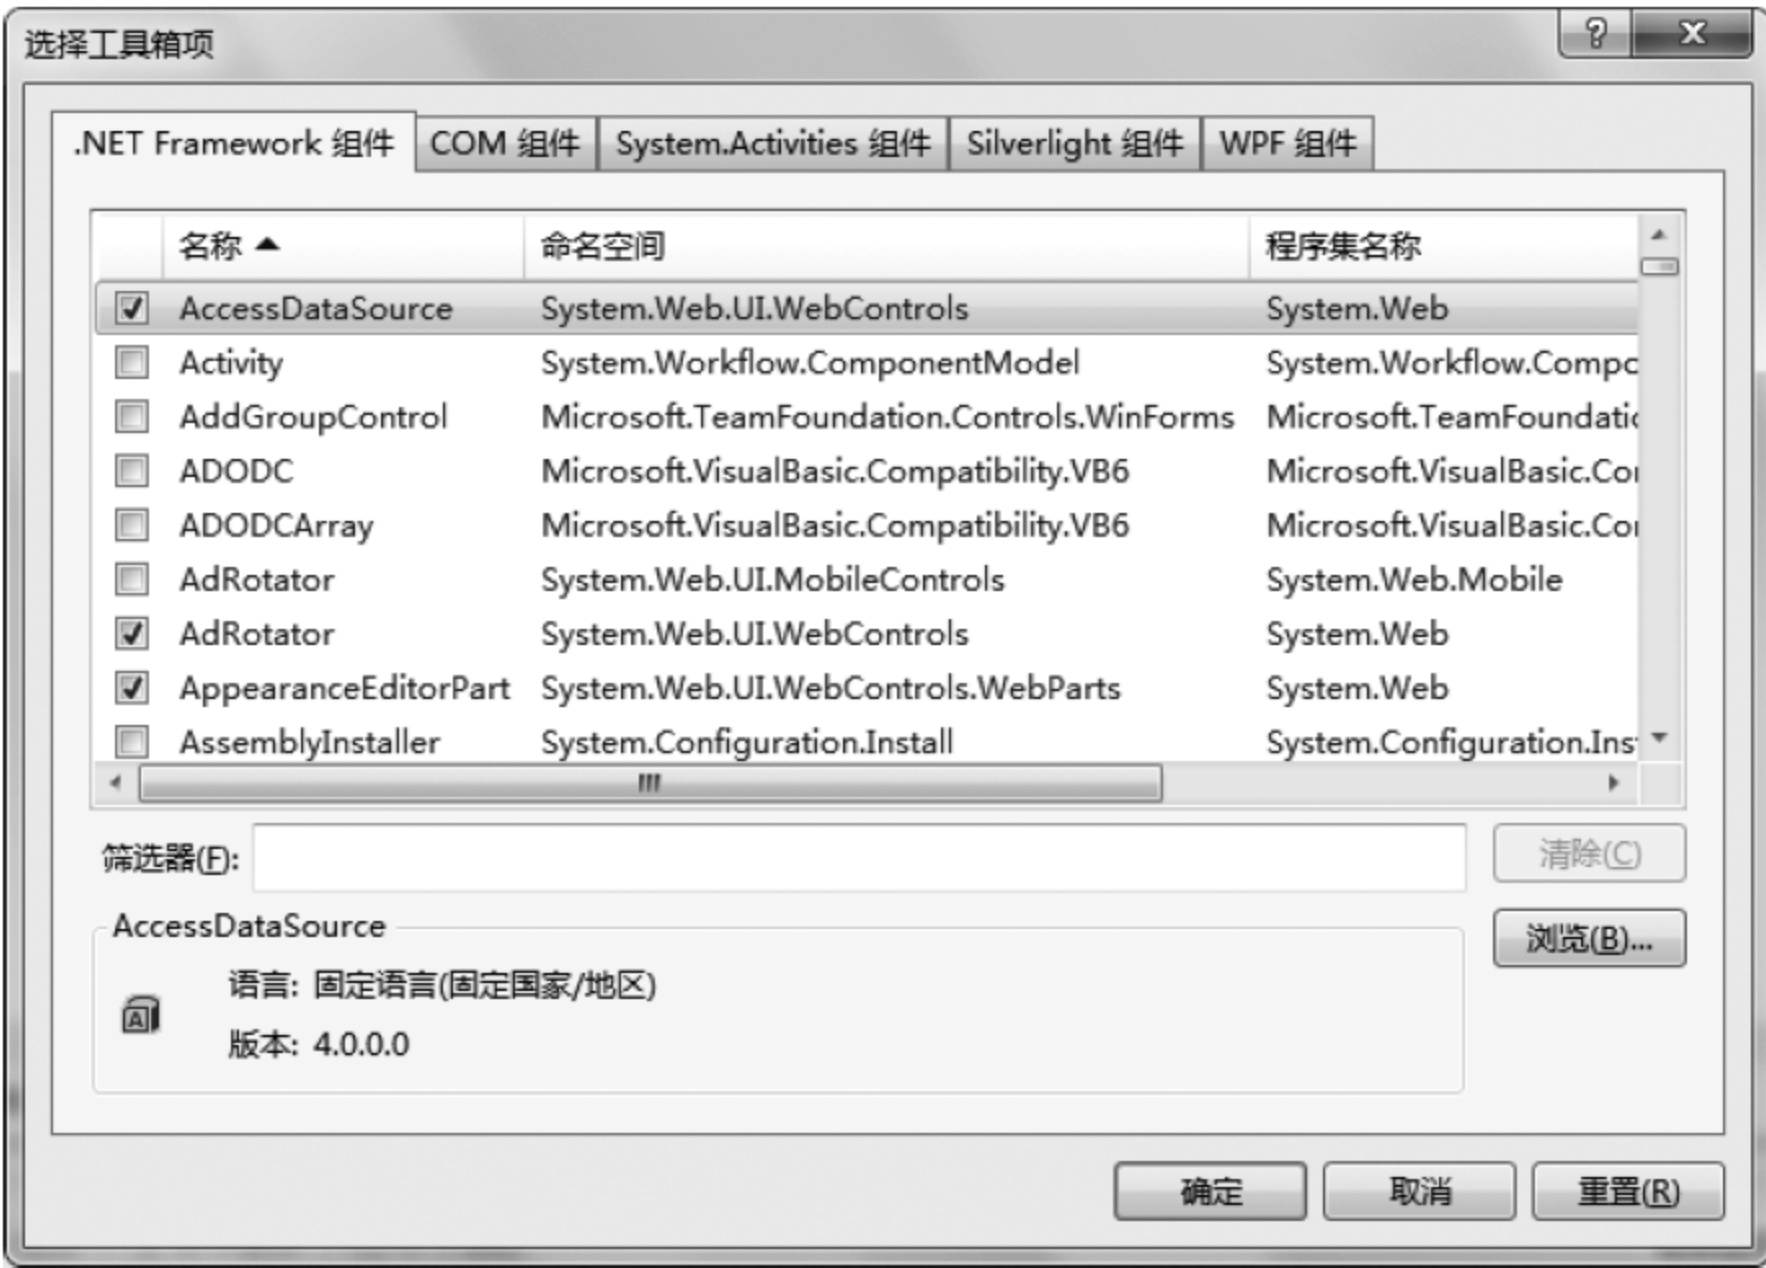 选择工具箱项
.NET Framework 组件 COM 组件 System.Activities 组件 Silverlight 组件 WPF 组件
名称 命名空间 程序集名称
AccessDataSource System.Web.UI.WebControls System.Web
Activity System.Workflow.ComponentModel System.Workflow.Compo
AddGroupControl Microsoft.TeamFoundation.Controls.WinForms Microsoft.TeamFoundatio
ADODC Microsoft.VisualBasic.Compatibility.VB6 Microsoft.VisualBasic.Co
ADODCArray Microsoft.VisualBasic.Compatibility.VB6 Microsoft.VisualBasic.Co
AdRotator System.Web.UI.MobileControls System.Web.Mobile
AdRotator System.Web.UI.WebControls System.Web
AppearanceEditorPart System.Web.UI.WebControls.WebParts System.Web
AssemblyInstaller System.Configuration.Install System.Configuration.Ins
筛选器(F): 清除(C)
AccessDataSource
浏览(B)...
语言: 固定语言(固定国家/地区)
版本: 4.0.0.0
确定 取消 重置(R)